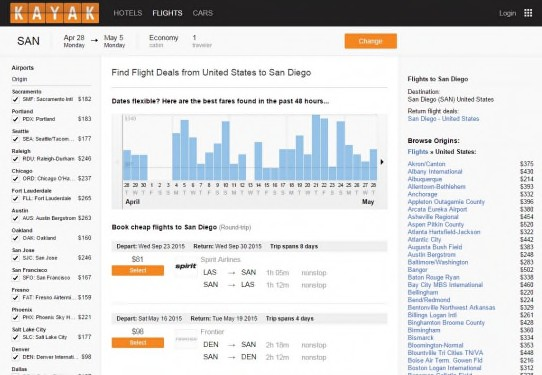 KAYAK
HOTELS FLIGHTS CARS
Login
SAN
Apr 28 → May 5
Monday Monday
Economy
cabin
1
traveler
Change
Airports
Origin
Sacramento
SMF: Sacramento Intl $182
Portland
PDX: Portland $183
Seattle
SEA: Seattle/Tacom... $177
Raleigh
RDU: Raleigh-Durham $246
Chicago
ORD: Chicago O'Ha... $237
Fort Lauderdale
FLL: Fort Lauderdale $265
Austin
AUS: Austin Bergstrom $263
Oakland
OAK: Oakland $160
San Jose
SJC: San Jose $246
San Francisco
SFO: San Francisco $167
Fresno
FAT: Fresno Airtermi... $159
Phoenix
PHX: Phoenix Sky H... $221
Salt Lake City
SLC: Salt Lake City $177
Denver
DEN: Denver Internati... $98
Find Flight Deals from United States to San Diego
Dates flexible? Here are the best fares found in the past 48 hours...
28 29 30 1 2 3 4 5 6 7 8 9 10 11 12 13 14 15 16 17 18 19 20 21 22 23 24 25 26 27 28
April May
Book cheap flights to San Diego (Round-trip)
Depart: Wed Sep 23 2015 Return: Wed Sep 30 2015 Trip spans 8 days
$81
Select
spirit
Spirit Airlines
LAS → SAN 1h 05m nonstop
SAN → LAS 1h 12m nonstop
Depart: Sat May 16 2015 Return: Tue May 19 2015 Trip spans 4 days
$98
Select
Frontier
DEN → SAN 2h 18m nonstop
SAN → DEN 2h 12m nonstop
Flights to San Diego
Destination:
San Diego (SAN) United States
Return flight deals:
San Diego - United States
Browse Origins:
Flights » United States:
Akron/Canton $375
Albany International $430
Albuquerque $214
Allentown-Bethlehem $393
Anchorage $332
Appleton Outagamie County $396
Arcata Eureka Airport $380
Asheville Regional $454
Aspen Pitkin County $520
Atlanta Hartsfield-Jackson $322
Atlantic City $442
Augusta Bush Field $383
Austin Bergstrom $248
Baltimore/Washington $283
Bangor $502
Baton Rouge Ryan $338
Bay City MBS International $460
Bellingham $220
Bend/Redmond $224
Bentonville Northwest Arkansas $329
Billings Logan Intl $261
Binghamton Broome County $428
Birmingham $360
Bismarck $334
Bloomington-Normal $353
Blountville Tri Cities TN/VA $448
Boise Air Term. Gowen Fld $216
Boston Logan International $316